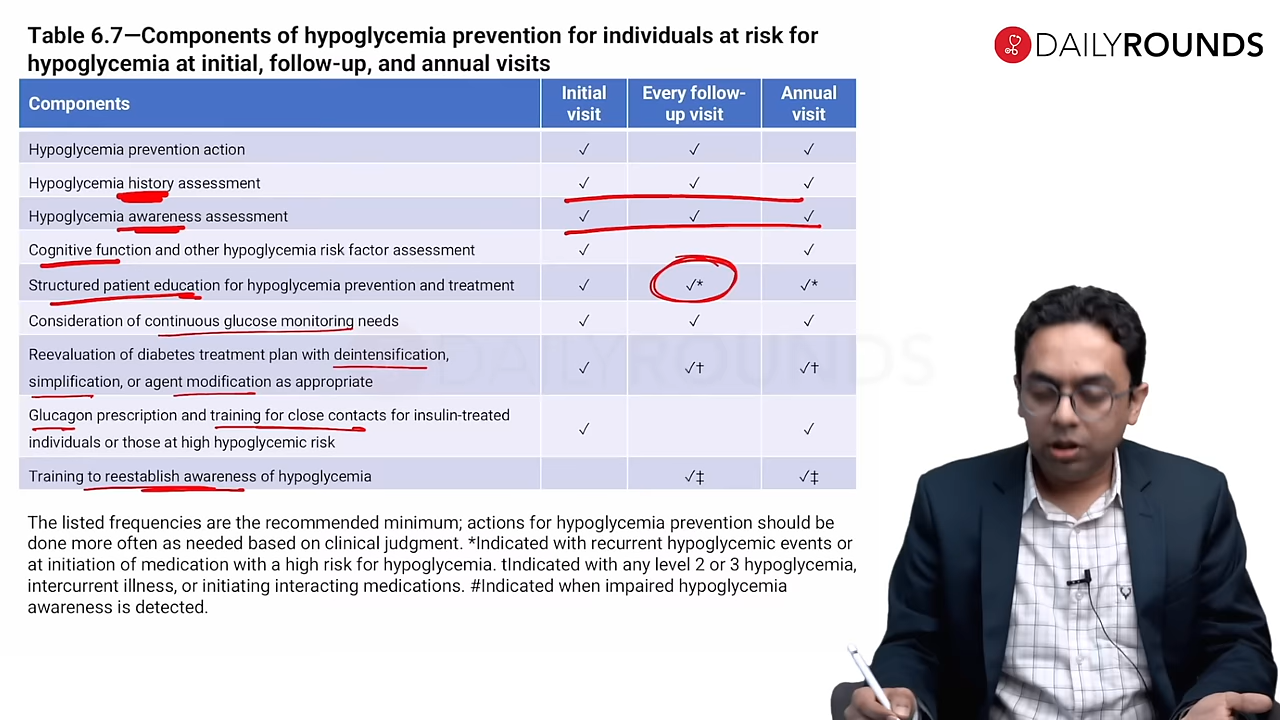 Table 6.7—Components of hypoglycemia prevention for individuals at risk for
hypoglycemia at initial, follow-up, and annual visits
DAILYROUNDS
Components Initial visit Every follow-up visit Annual visit
Hypoglycemia prevention action ✓ ✓ ✓
Hypoglycemia history assessment ✓ ✓ ✓
Hypoglycemia awareness assessment ✓ ✓ ✓
Cognitive function and other hypoglycemia risk factor assessment ✓ ✓
Structured patient education for hypoglycemia prevention and treatment ✓ ✓* ✓*
Consideration of continuous glucose monitoring needs ✓ ✓ ✓
Reevaluation of diabetes treatment plan with deintensification,
simplification, or agent modification as appropriate ✓ ✓† ✓†
Glucagon prescription and training for close contacts for insulin-treated
individuals or those at high hypoglycemic risk ✓ ✓
Training to reestablish awareness of hypoglycemia ✓‡ ✓‡
The listed frequencies are the recommended minimum; actions for hypoglycemia prevention should be
done more often as needed based on clinical judgment. *Indicated with recurrent hypoglycemic events or
at initiation of medication with a high risk for hypoglycemia. tIndicated with any level 2 or 3 hypoglycemia,
intercurrent illness, or initiating interacting medications. #Indicated when impaired hypoglycemia
awareness is detected.
DAILYROUNDS